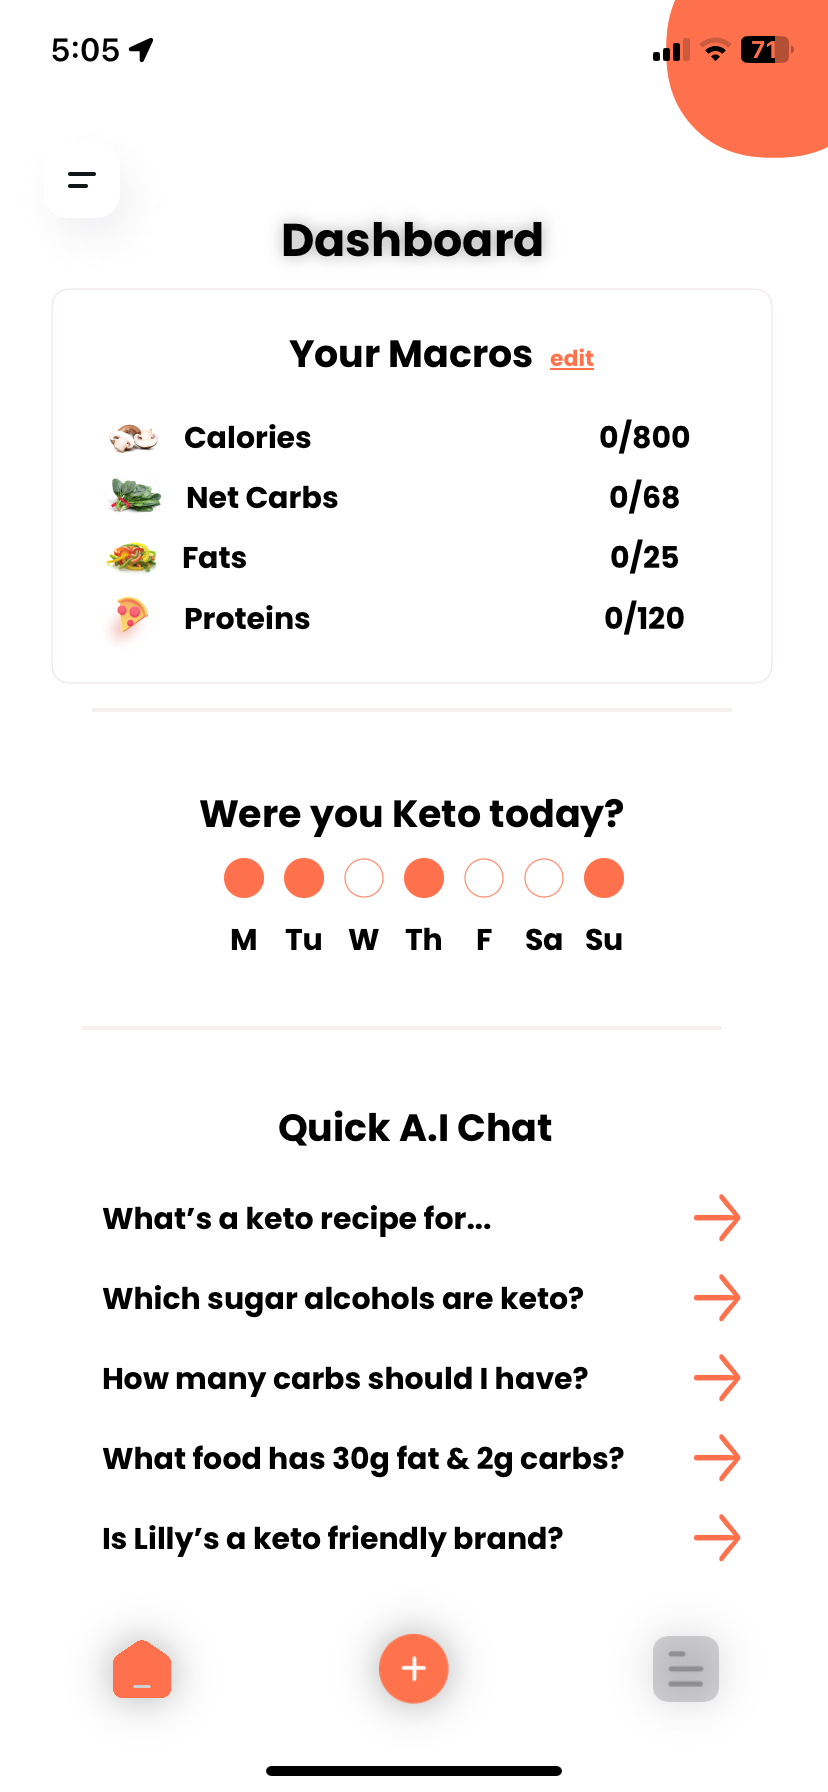 5:05
71
Dashboard
Your Macros edit
Calories 0/800
Net Carbs 0/68
Fats 0/25
Proteins 0/120
Were you Keto today?
M Tu W Th F Sa Su
Quick A.I Chat
What’s a keto recipe for...
Which sugar alcohols are keto?
How many carbs should I have?
What food has 30g fat & 2g carbs?
Is Lilly’s a keto friendly brand?